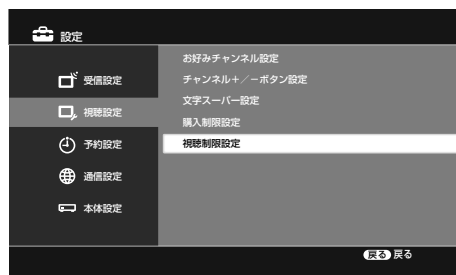 設定
受信設定
視聴設定
予約設定
通信設定
本体設定
お好みチャンネル設定
チャンネル+/-ボタン設定
文字スーパー設定
購入制限設定
視聴制限設定
戻る 戻る